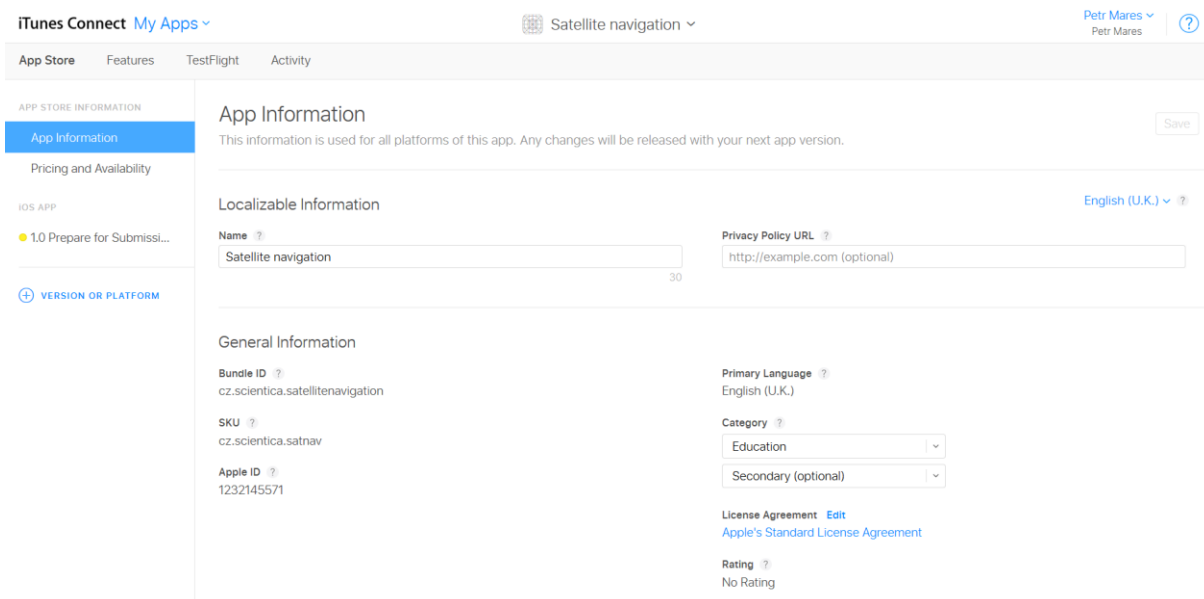 iTunes Connect My Apps
Satellite navigation
Petr Mares
Petr Mares
?
App Store Features TestFlight Activity
APP STORE INFORMATION
App Information
Pricing and Availability
iOS APP
1.0 Prepare for Submissi...
VERSION OR PLATFORM
App Information
This information is used for all platforms of this app. Any changes will be released with your next app version.
Save
Localizable Information
English (U.K.) ?
Name ?
Satellite navigation
30
Privacy Policy URL ?
http://example.com (optional)
General Information
Bundle ID ?
cz.scientica.satellitenavigation
SKU ?
cz.scientica.satnav
Apple ID ?
1232145571
Primary Language ?
English (U.K.)
Category ?
Education
Secondary (optional)
License Agreement Edit
Apple's Standard License Agreement
Rating ?
No Rating